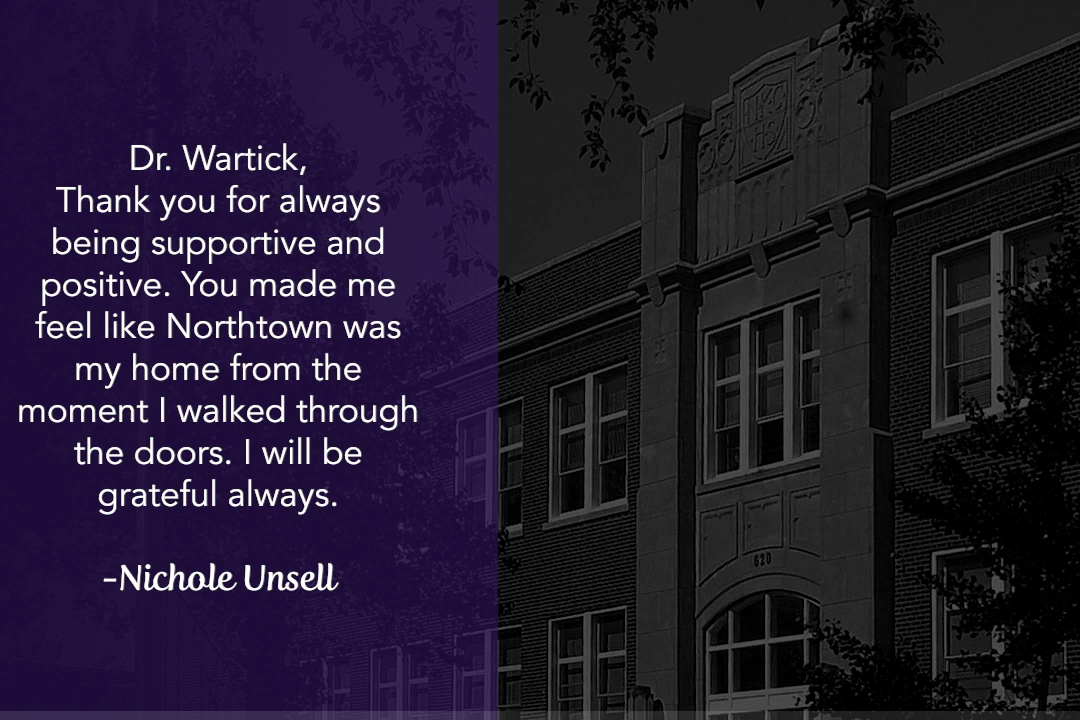 Dr. Wartick,
Thank you for always
being supportive and
positive. You made me
feel like Northtown was
my home from the
moment I walked through
the doors. I will be
grateful always.
-Nichole Unsell
620